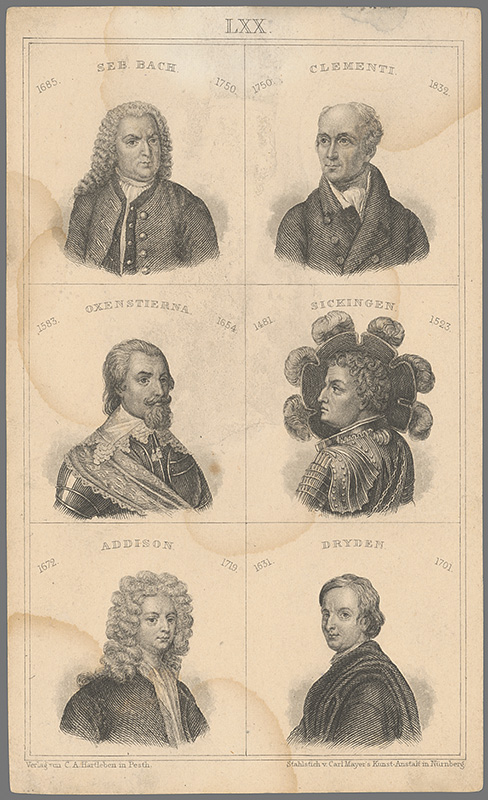 LXX.
SEB. BACH
1685.
1750.
CLEMENTI.
1750.
1832.
OXENSTIERNA.
1583.
1654.
SICKINGEN.
1481.
1523.
ADDISON.
1672.
1719.
DRYDEN.
1631.
1701.
Verlag von C. A. Hartleben in Pesth.
Stahlstich v. Carl Mayer's Kunst-Anstalt in Nürnberg.